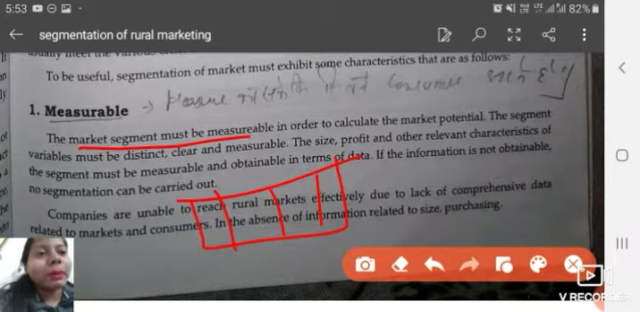 5:53
82%
segmentation of rural marketing
To be useful, segmentation of market must exhibit some characteristics that are as follows:
1. Measurable
The market segment must be measureable in order to calculate the market potential. The segment
variables must be distinct, clear and measurable. The size, profit and other relevant characteristics of
the segment must be measurable and obtainable in terms of data. If the information is not obtainable,
no segmentation can be carried out.
Companies are unable to reach rural markets effectively due to lack of comprehensive data
related to markets and consumers. In the absence of information related to size, purchasing.
V RECORDER